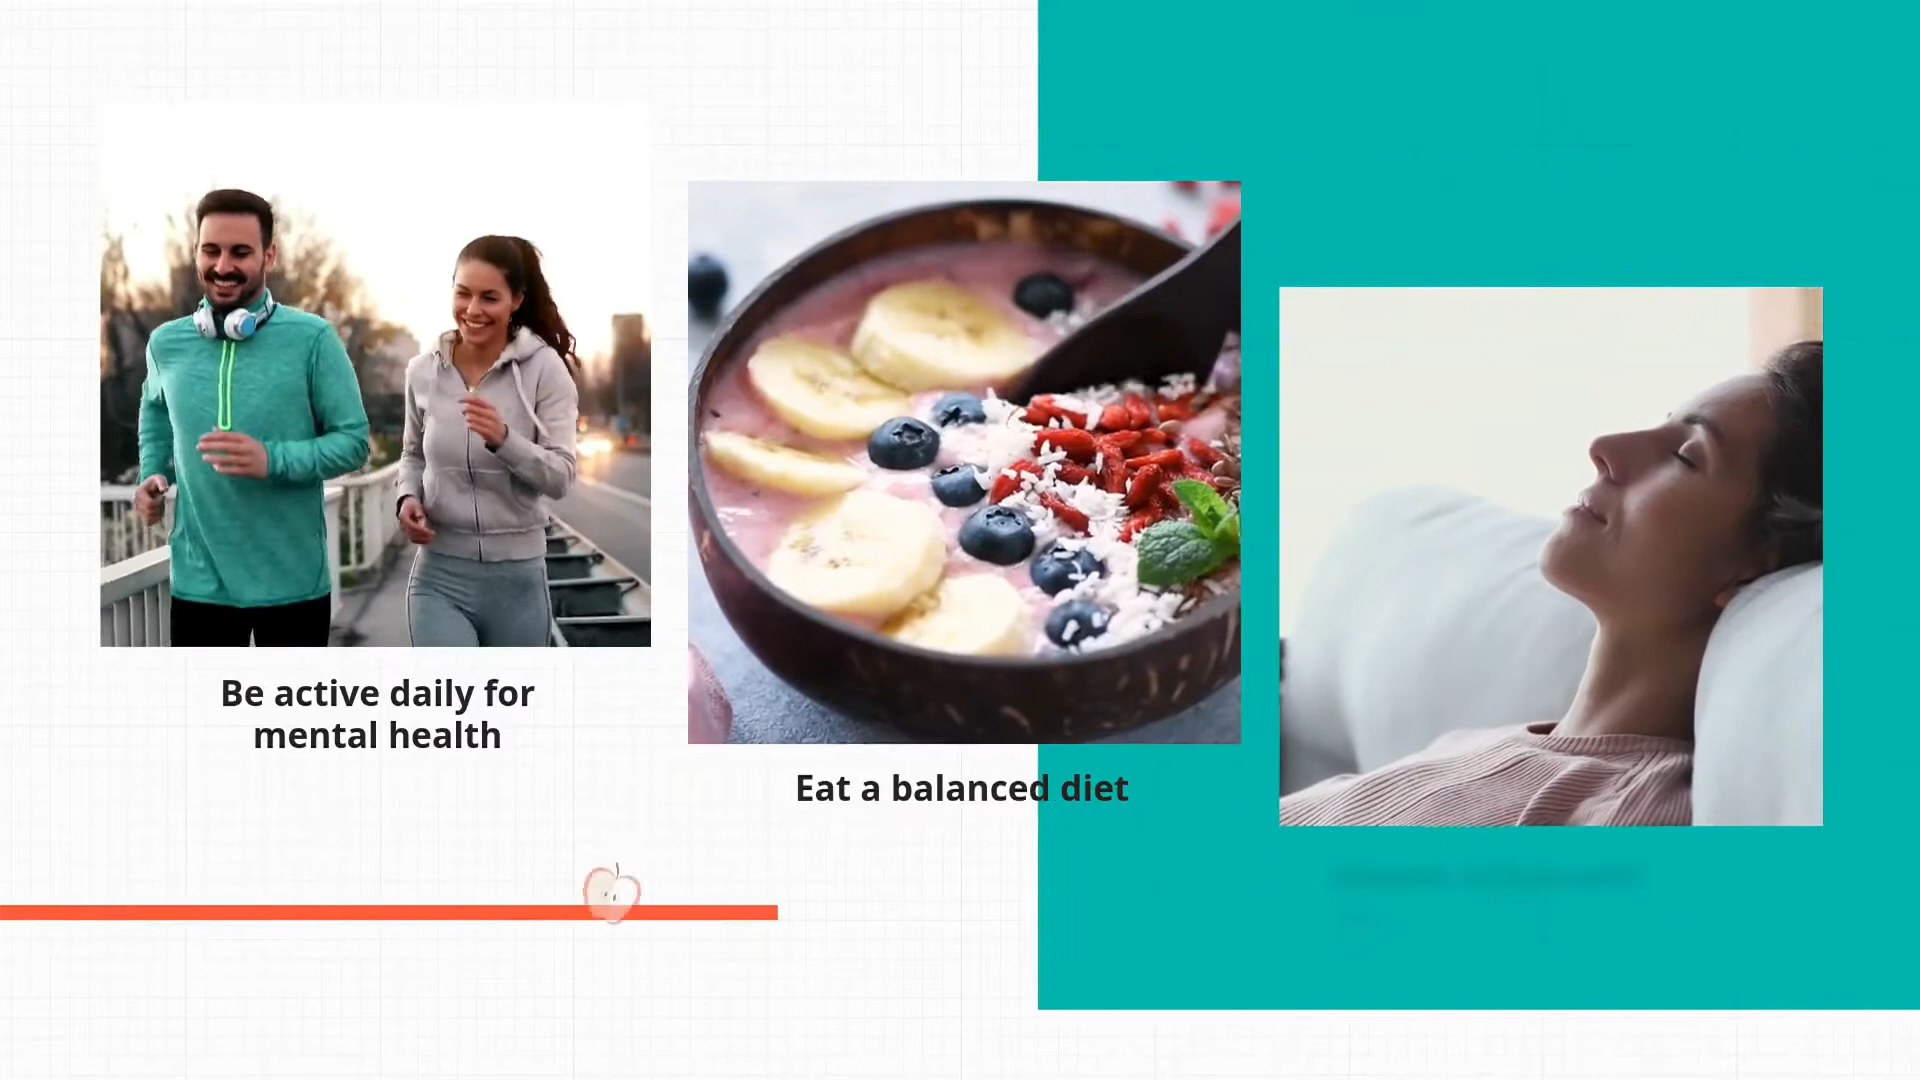 Be active daily for
mental health
Eat a balanced diet